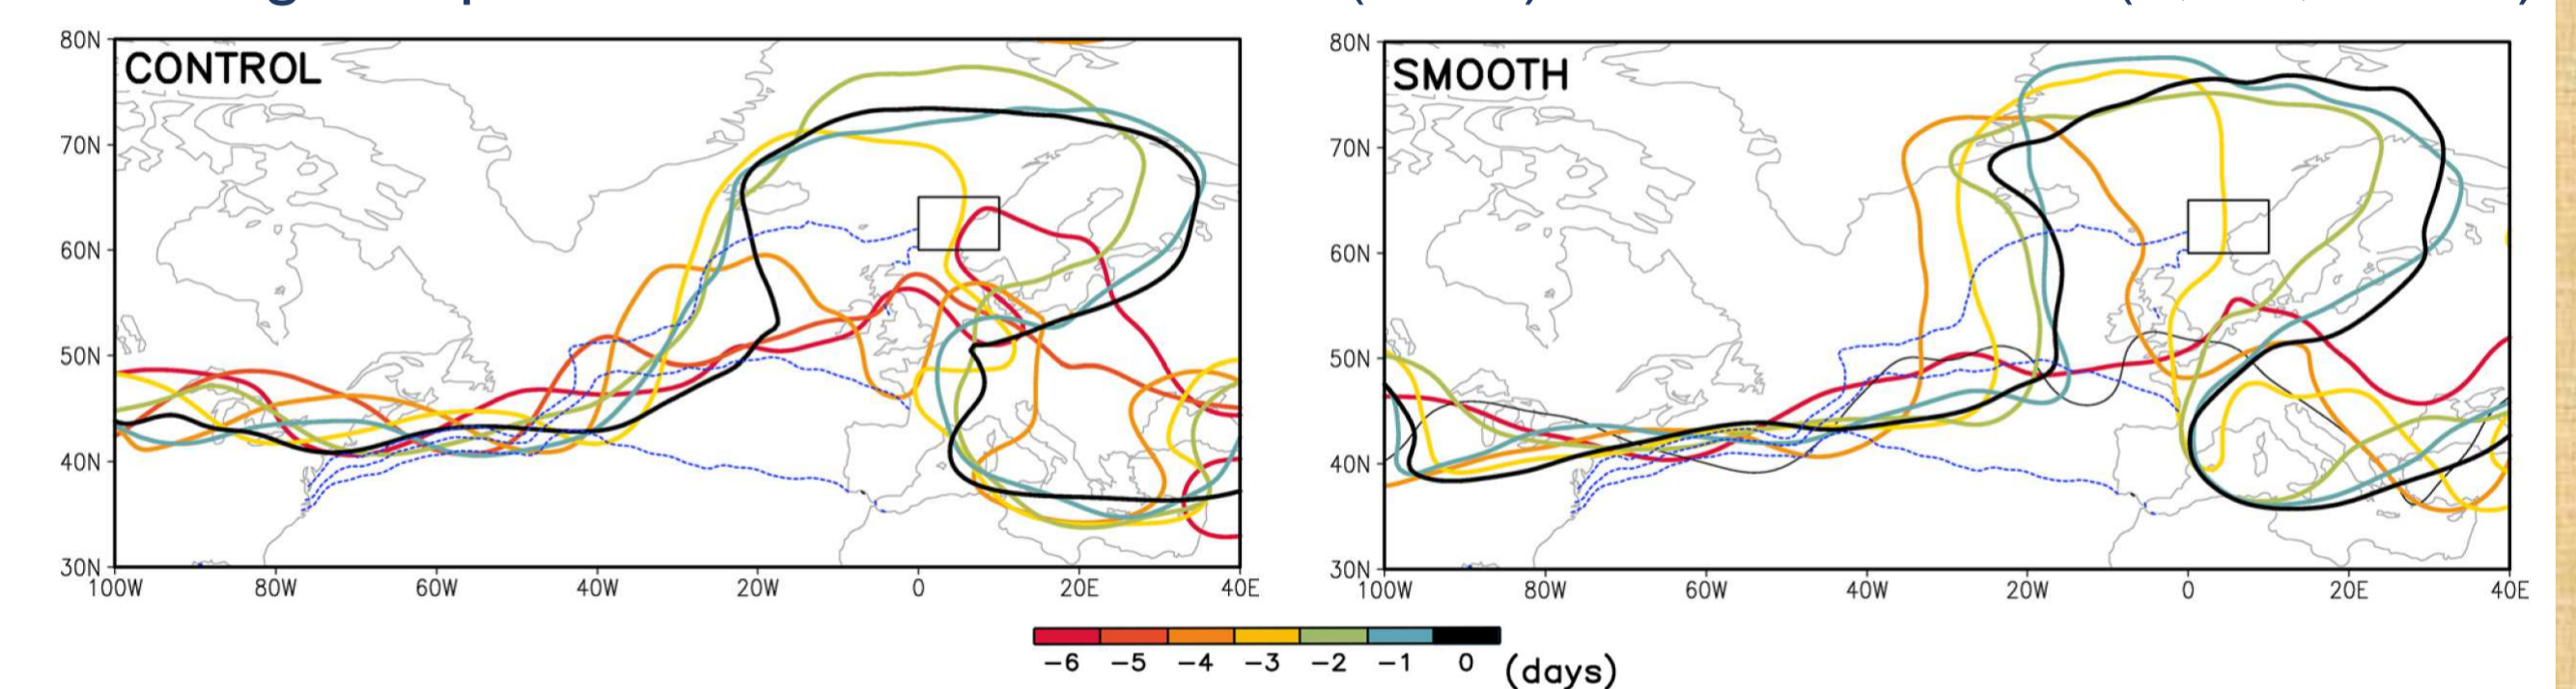 CONTROL
80N
70N
60N
50N
40N
30N
100W 80W 60W 40W 20W 0 20E 40E
SMOOTH
80N
70N
60N
50N
40N
30N
100W 80W 60W 40W 20W 0 20E 40E
−6 −5 −4 −3 −2 −1 0 (days)